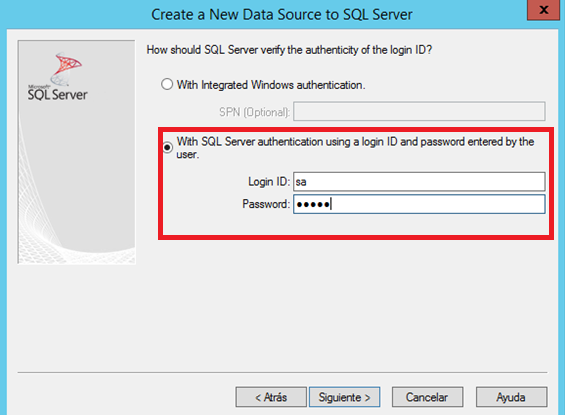 Create a New Data Source to SQL Server
x
Microsoft
SQL Server
How should SQL Server verify the authenticity of the login ID?
With Integrated Windows authentication.
SPN (Optional):
With SQL Server authentication using a login ID and password entered by the
user.
Login ID: sa
Password: •••••
< Atrás Siguiente > Cancelar Ayuda